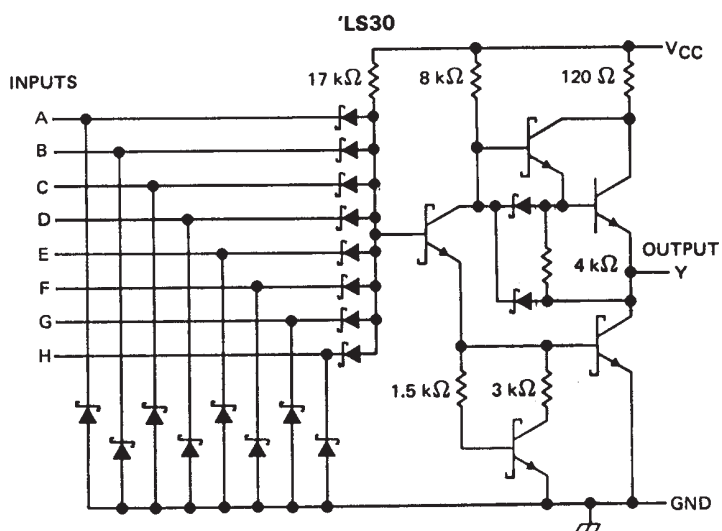 'LS30
VCC
17 kΩ
8 kΩ
120 Ω
INPUTS
A
B
C
D
E
F
G
H
OUTPUT
4 kΩ
Y
1.5 kΩ
3 kΩ
GND